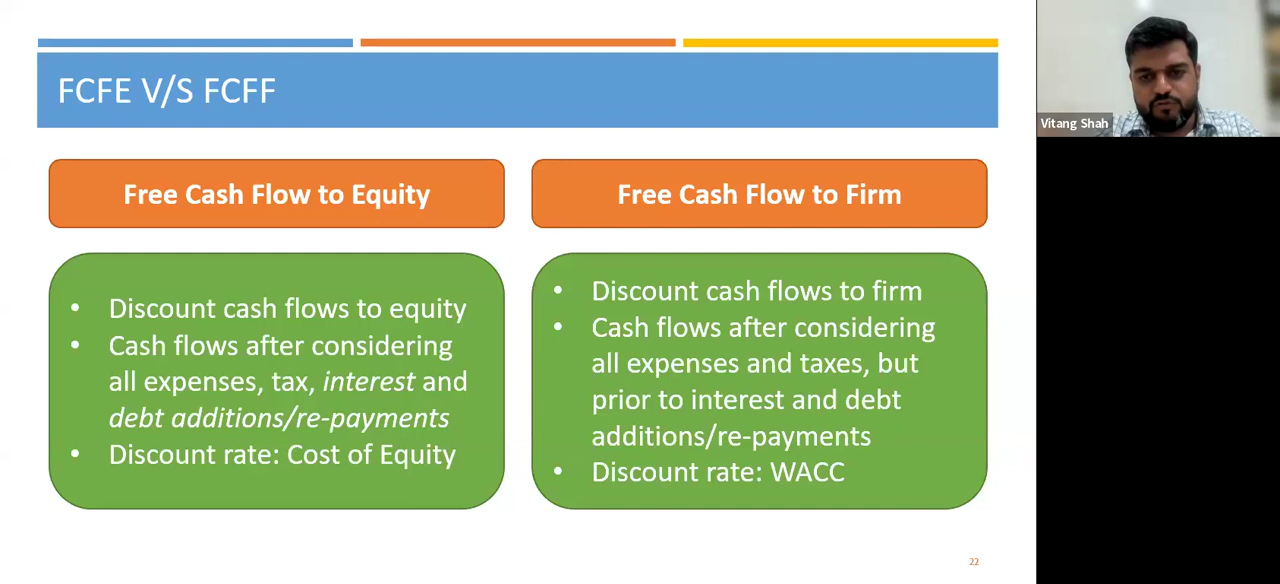 FCFE V/S FCFF
Vitang Shah
Free Cash Flow to Equity
Free Cash Flow to Firm
• Discount cash flows to equity
• Cash flows after considering
all expenses, tax, interest and
debt additions/re-payments
• Discount rate: Cost of Equity
• Discount cash flows to firm
• Cash flows after considering
all expenses and taxes, but
prior to interest and debt
additions/re-payments
• Discount rate: WACC
22